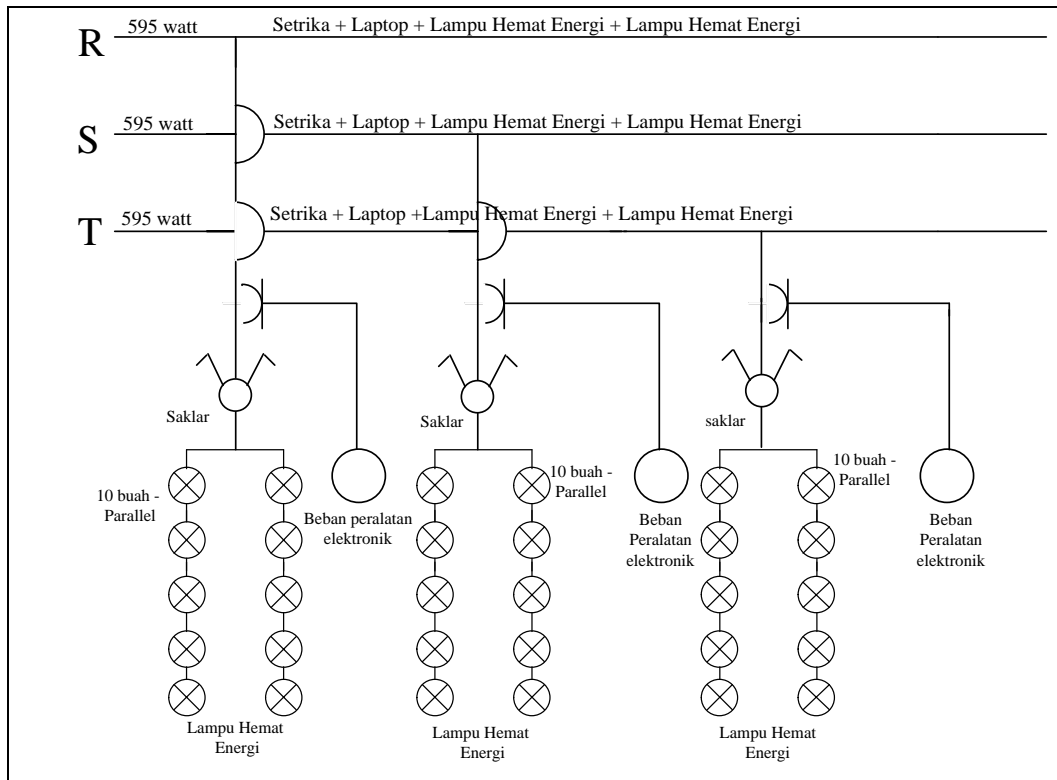 R 595 watt Setrika + Laptop + Lampu Hemat Energi + Lampu Hemat Energi
S 595 watt Setrika + Laptop + Lampu Hemat Energi + Lampu Hemat Energi
T 595 watt Setrika + Laptop +Lampu Hemat Energi + Lampu Hemat Energi
Saklar
Saklar
saklar
10 buah -
Parallel
Beban peralatan
elektronik
10 buah -
Parallel
Beban
Peralatan
elektronik
10 buah -
Parallel
Beban
Peralatan
elektronik
Lampu Hemat
Energi
Lampu Hemat
Energi
Lampu Hemat
Energi